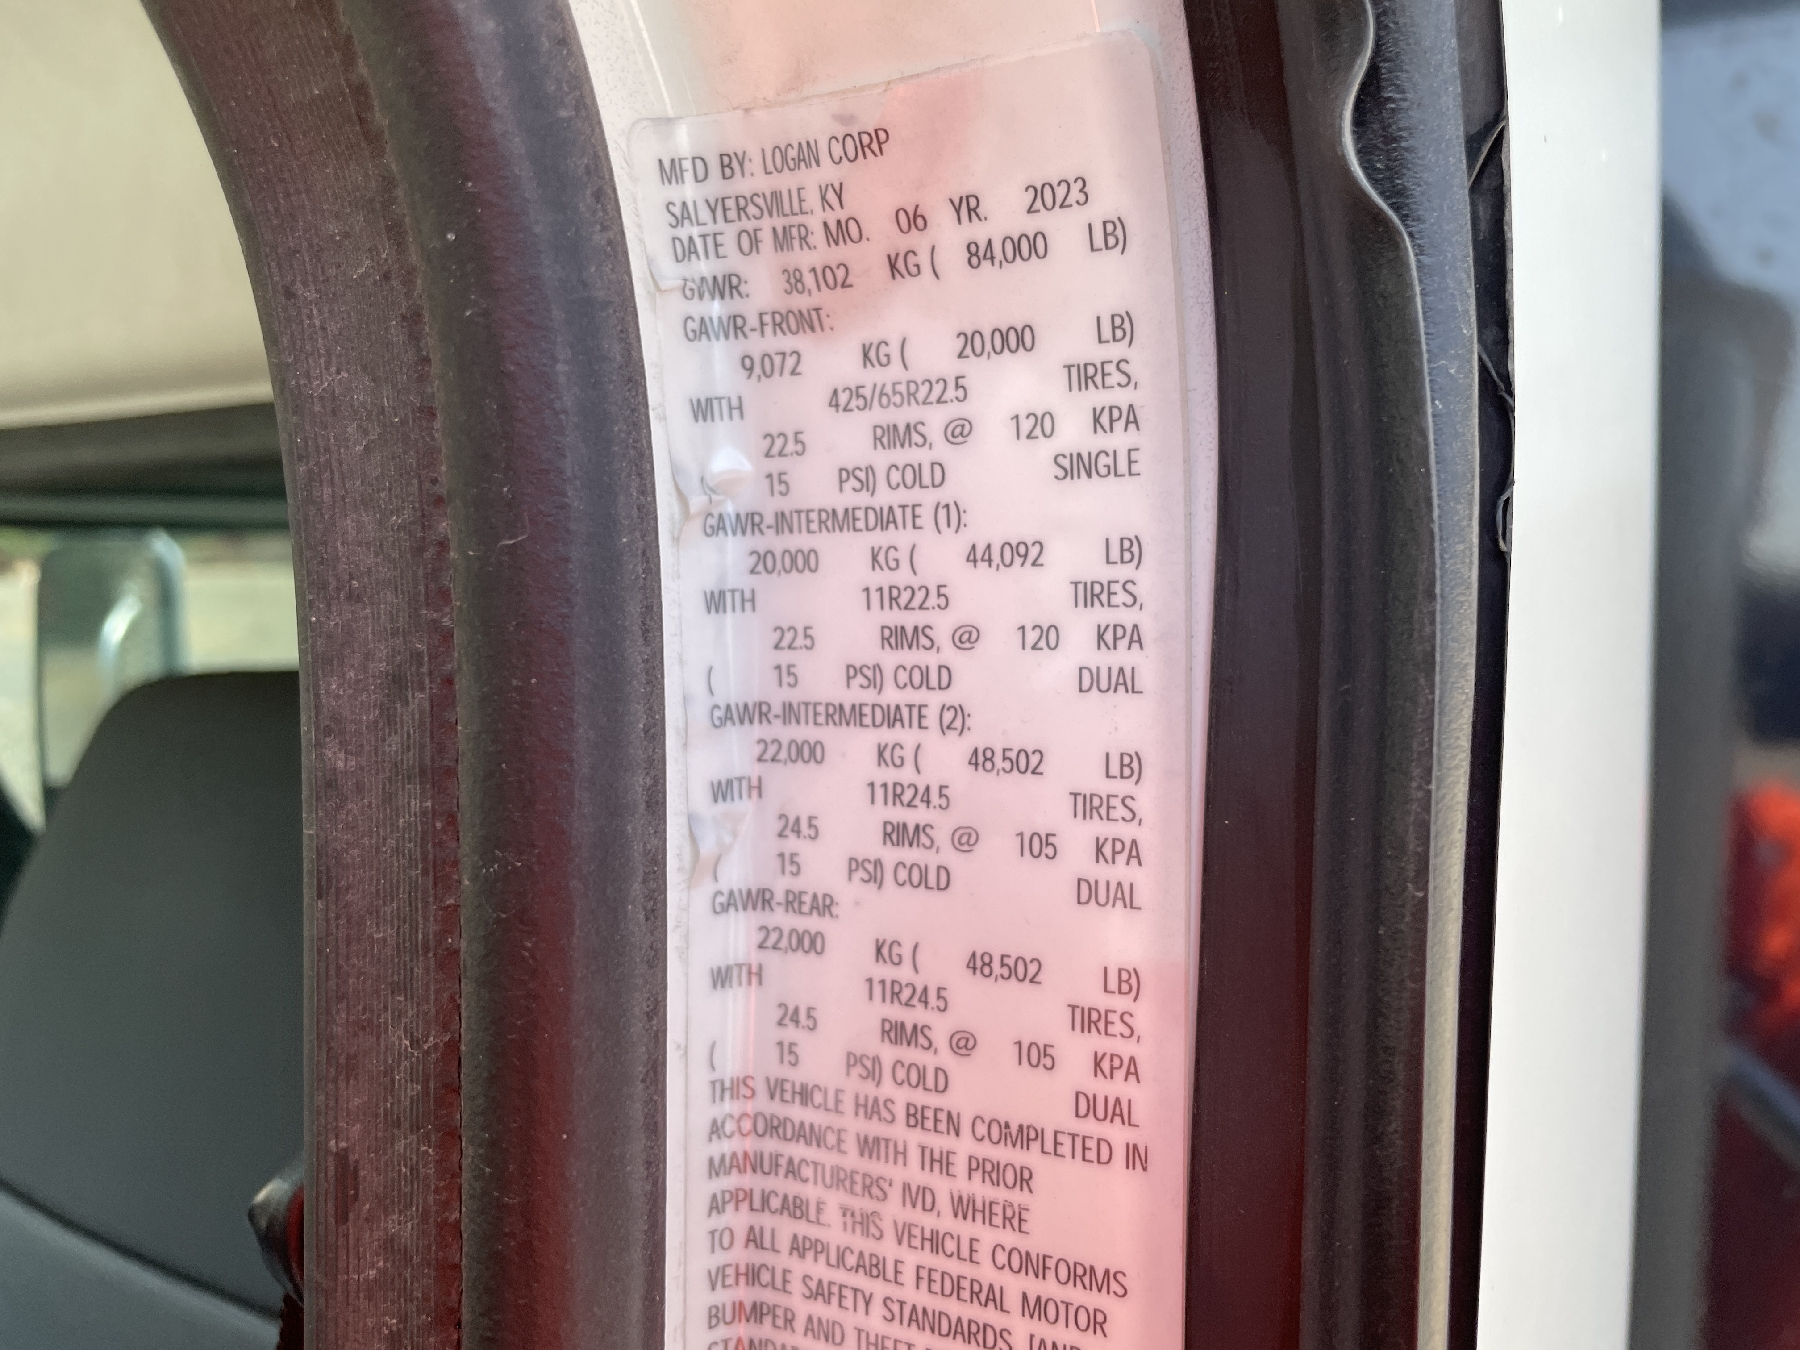 MFD BY: LOGAN CORP
SALYERSVILLE, KY
DATE OF MFR: MO. 06 YR. 2023
GVWR: 38,102 KG ( 84,000 LB)
GAWR-FRONT:
9,072 KG ( 20,000 LB)
WITH 425/65R22.5 TIRES,
22.5 RIMS, @ 120 KPA
( 15 PSI) COLD SINGLE
GAWR-INTERMEDIATE (1):
20,000 KG ( 44,092 LB)
WITH 11R22.5 TIRES,
22.5 RIMS, @ 120 KPA
( 15 PSI) COLD DUAL
GAWR-INTERMEDIATE (2):
22,000 KG ( 48,502 LB)
WITH 11R24.5 TIRES,
24.5 RIMS, @ 105 KPA
( 15 PSI) COLD DUAL
GAWR-REAR:
22,000 KG ( 48,502 LB)
WITH 11R24.5 TIRES,
24.5 RIMS, @ 105 KPA
( 15 PSI) COLD DUAL
THIS VEHICLE HAS BEEN COMPLETED IN
ACCORDANCE WITH THE PRIOR
MANUFACTURERS' IVD, WHERE
APPLICABLE. THIS VEHICLE CONFORMS
TO ALL APPLICABLE FEDERAL MOTOR
VEHICLE SAFETY STANDARDS,
BUMPER AND THEFT